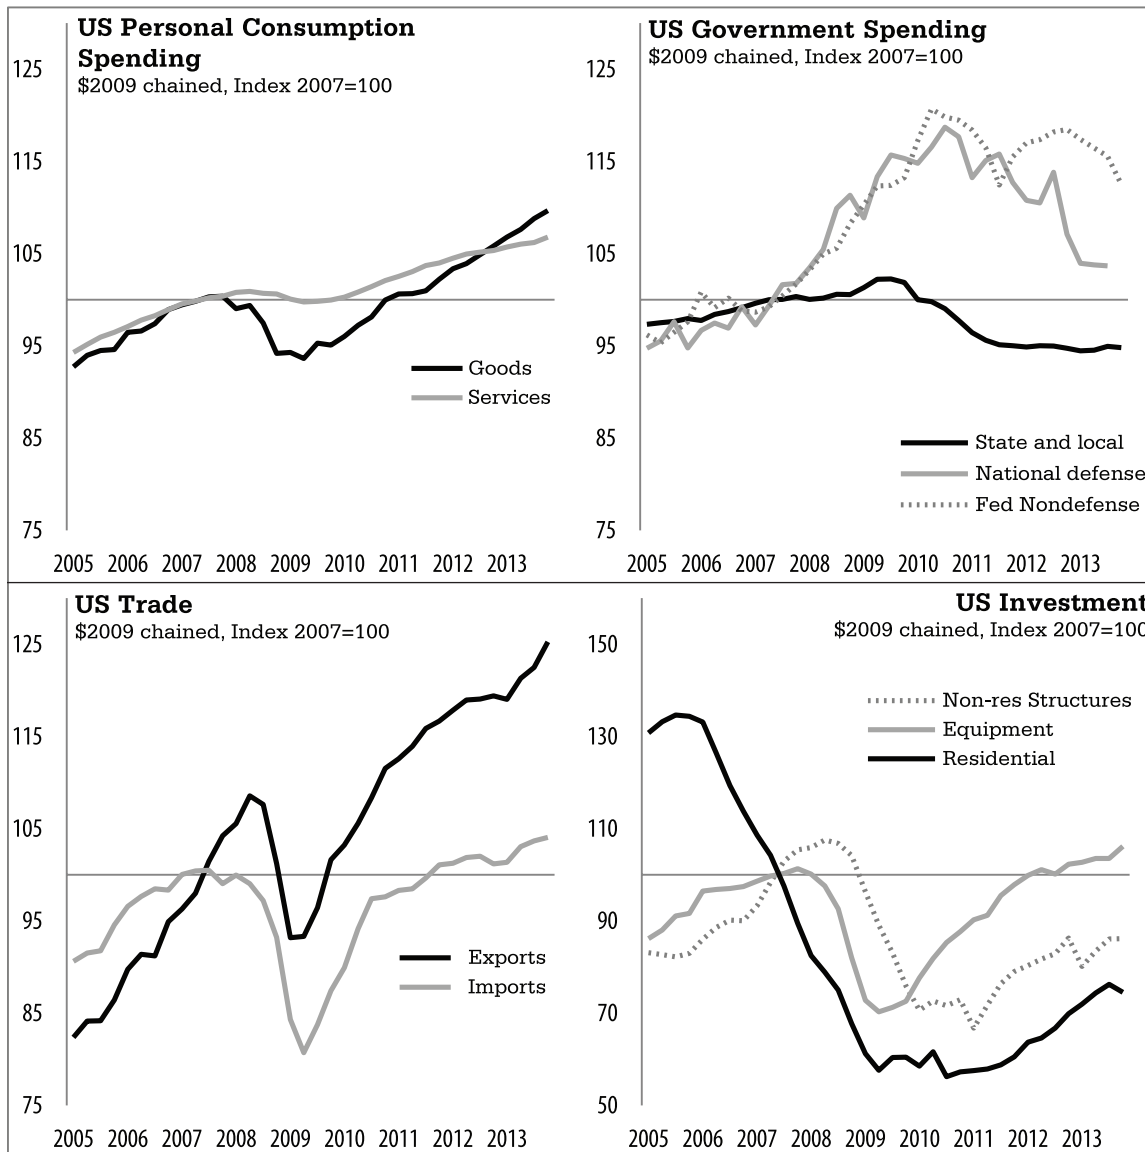 US Personal Consumption
Spending
$2009 chained, Index 2007=100
125
115
105
95
85
75
Goods
Services
2005 2006 2007 2008 2009 2010 2011 2012 2013
US Government Spending
$2009 chained, Index 2007=100
125
115
105
95
85
75
State and local
National defense
Fed Nondefense
2005 2006 2007 2008 2009 2010 2011 2012 2013
US Trade
$2009 chained, Index 2007=100
125
115
105
95
85
75
Exports
Imports
2005 2006 2007 2008 2009 2010 2011 2012 2013
US Investment
$2009 chained, Index 2007=100
150
130
110
90
70
50
Non-res Structures
Equipment
Residential
2005 2006 2007 2008 2009 2010 2011 2012 2013